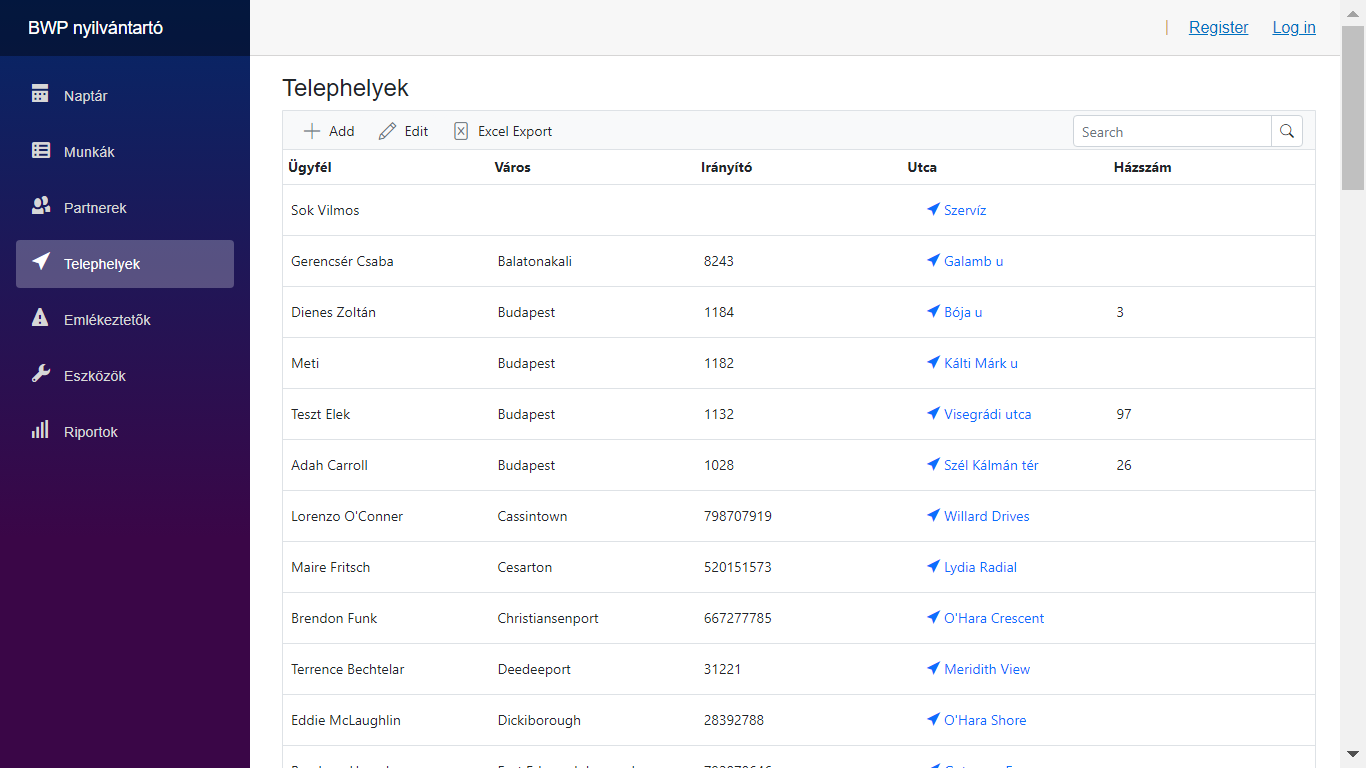 BWP nyilvántartó
| Register Log in
Naptár
Munkák
Partnerek
Telephelyek
Emlékeztetők
Eszközök
Riportok
Telephelyek
Add Edit Excel Export Search
Ügyfél Város Irányító Utca Házszám
Sok Vilmos Szervíz
Gerencsér Csaba Balatonakali 8243 Galamb u
Dienes Zoltán Budapest 1184 Bója u 3
Meti Budapest 1182 Kálti Márk u
Teszt Elek Budapest 1132 Visegrádi utca 97
Adah Carroll Budapest 1028 Szél Kálmán tér 26
Lorenzo O'Conner Cassintown 798707919 Willard Drives
Maire Fritsch Cesarton 520151573 Lydia Radial
Brendon Funk Christiansenport 667277785 O'Hara Crescent
Terrence Bechtelar Deedeeport 31221 Meridith View
Eddie McLaughlin Dickiborough 28392788 O'Hara Shore